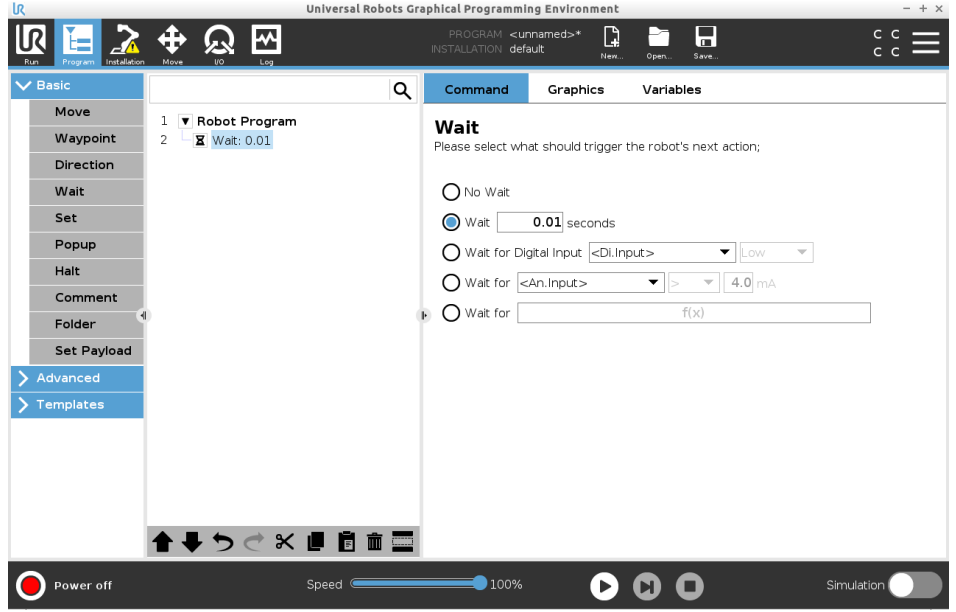 UR Universal Robots Graphical Programming Environment – + ×
UR
PROGRAM <unnamed>*
INSTALLATION default
C C
C C
Run Program Installation Move I/O Log New... Open... Save...
Basic
Move
Waypoint
Direction
Wait
Set
Popup
Halt
Comment
Folder
Set Payload
Advanced
Templates
1 Robot Program
2 Wait: 0.01
Command Graphics Variables
Wait
Please select what should trigger the robot's next action;
No Wait
Wait 0.01 seconds
Wait for Digital Input <Di.Input> Low
Wait for <An.Input> > 4.0 mA
Wait for f(x)
Power off Speed 100% Simulation